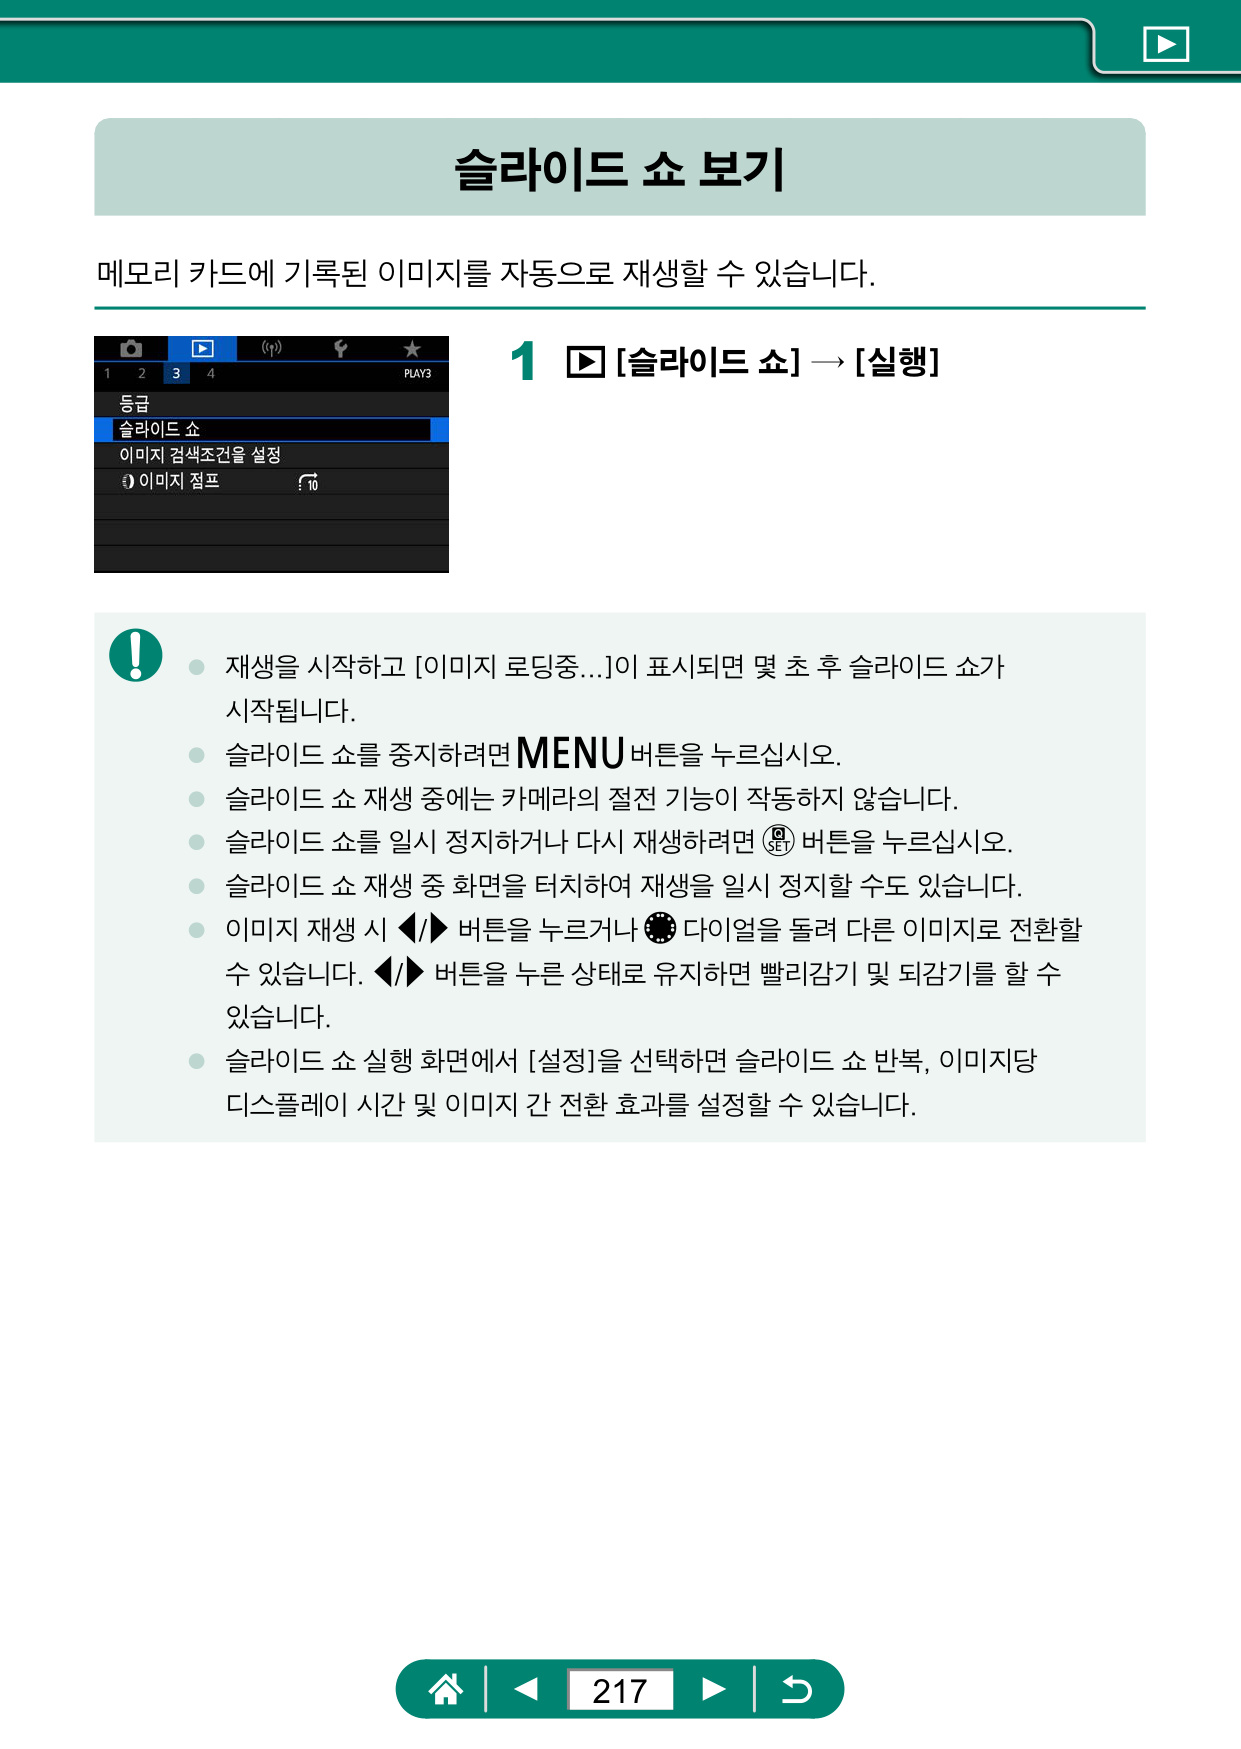 슬라이드 쇼 보기
메모리 카드에 기록된 이미지를 자동으로 재생할 수 있습니다.
1 2 3 4 PLAY3
등급
슬라이드 쇼
이미지 검색조건을 설정
이미지 점프 10
1 [슬라이드 쇼] → [실행]
● 재생을 시작하고 [이미지 로딩중...]이 표시되면 몇 초 후 슬라이드 쇼가
시작됩니다.
● 슬라이드 쇼를 중지하려면 MENU 버튼을 누르십시오.
● 슬라이드 쇼 재생 중에는 카메라의 절전 기능이 작동하지 않습니다.
● 슬라이드 쇼를 일시 정지하거나 다시 재생하려면 Q SET 버튼을 누르십시오.
● 슬라이드 쇼 재생 중 화면을 터치하여 재생을 일시 정지할 수도 있습니다.
● 이미지 재생 시 ◀/▶ 버튼을 누르거나 다이얼을 돌려 다른 이미지로 전환할
수 있습니다. ◀/▶ 버튼을 누른 상태로 유지하면 빨리감기 및 되감기를 할 수
있습니다.
● 슬라이드 쇼 실행 화면에서 [설정]을 선택하면 슬라이드 쇼 반복, 이미지당
디스플레이 시간 및 이미지 간 전환 효과를 설정할 수 있습니다.
217